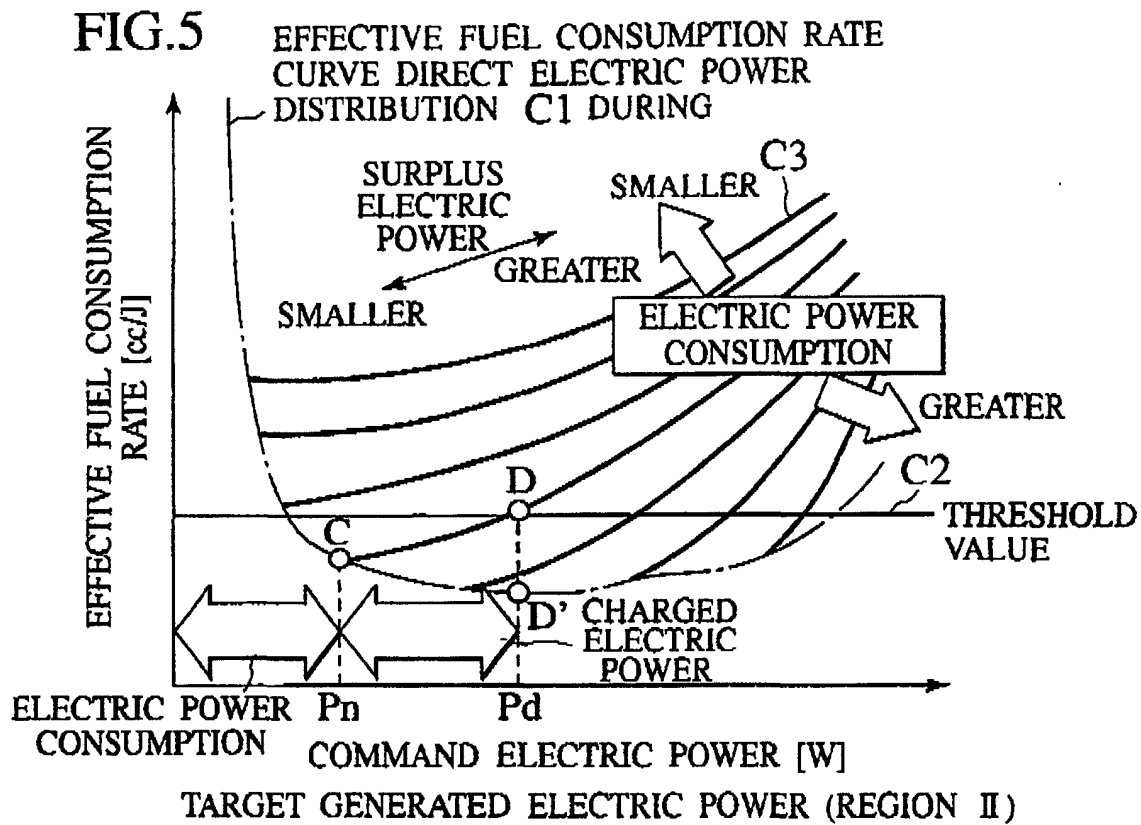 FIG.5
EFFECTIVE FUEL CONSUMPTION RATE
CURVE DIRECT ELECTRIC POWER
DISTRIBUTION C1 DURING
EFFECTIVE FUEL CONSUMPTION
RATE [cc/J]
SURPLUS
ELECTRIC
POWER
GREATER
SMALLER
C3
SMALLER
ELECTRIC POWER
CONSUMPTION
GREATER
C2
THRESHOLD
VALUE
D
C
D'
CHARGED
ELECTRIC
POWER
ELECTRIC POWER
CONSUMPTION
Pn
Pd
COMMAND ELECTRIC POWER [W]
TARGET GENERATED ELECTRIC POWER (REGION II)